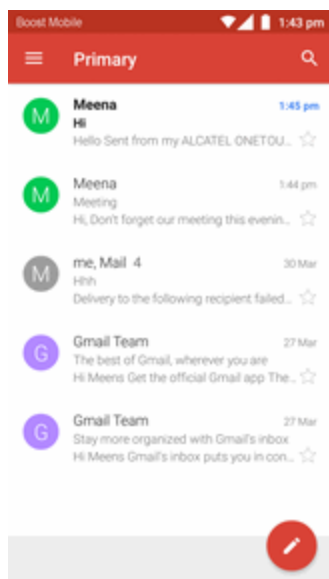 Boost Mobile 1:43 pm
Primary
M Meena 1:45 pm
Hi
Hello Sent from my ALCATEL ONETOU...
M Meena 1:44 pm
Meeting
Hi, Don't forget our meeting this evenin...
M me, Mail 4 30 Mar
Hhh
Delivery to the following recipient failed...
G Gmail Team 27 Mar
The best of Gmail, wherever you are
Hi Meens Get the official Gmail app The...
G Gmail Team 27 Mar
Stay more organized with Gmail's inbox
Hi Meens Gmail's inbox puts you in con...